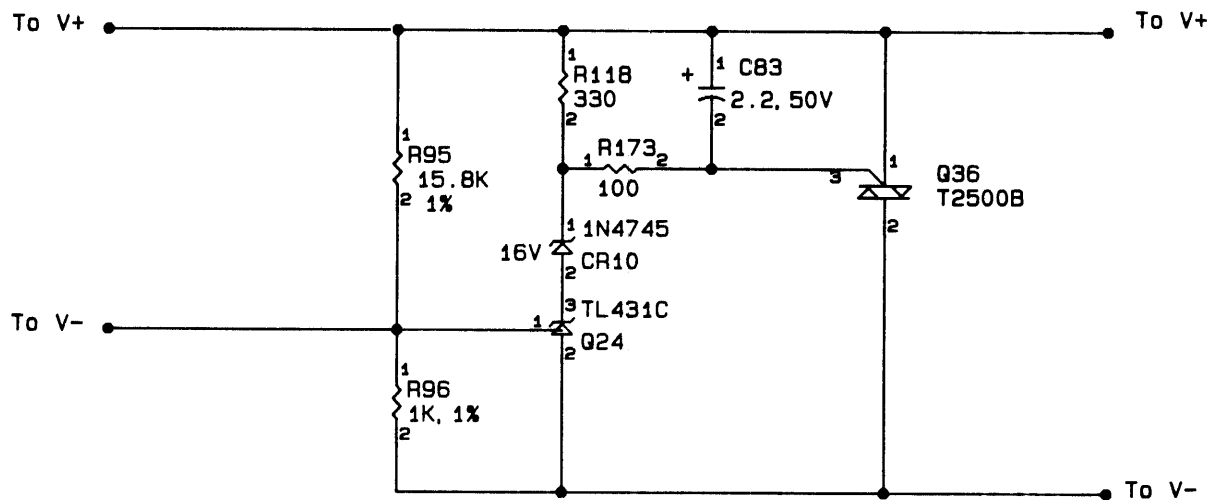 To V+
To V+
1
R118
330
2
1
C83
+
2.2, 50V
2
1
R95
15.8K
2
1%
R173
1
2
100
3
1
Q36
T2500B
2
1
1N4745
16V
CR10
2
To V-
3
TL431C
1
Q24
2
1
R96
1K, 1%
2
To V-